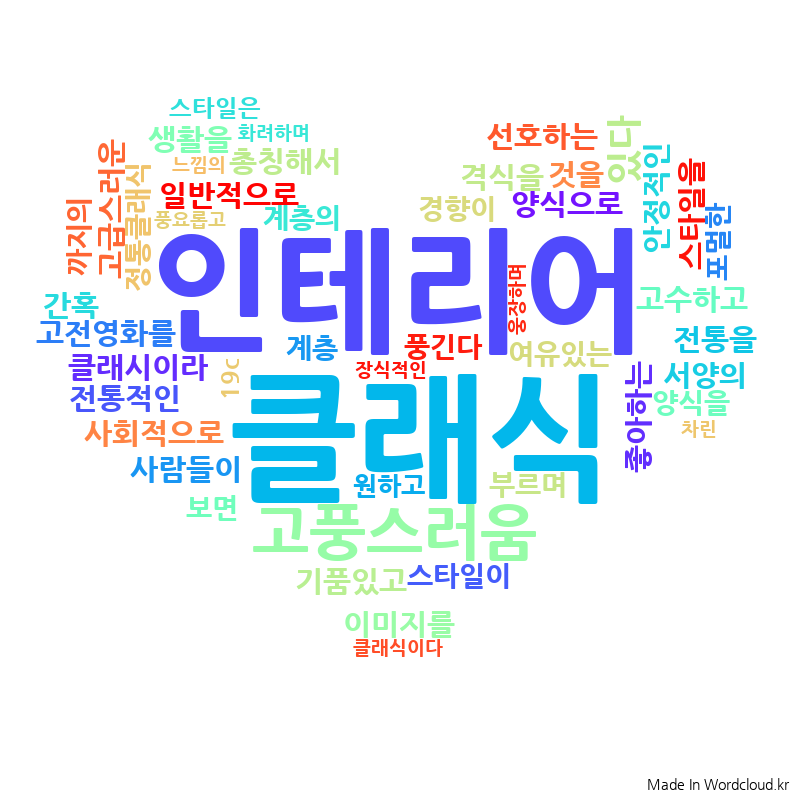 스타일은
생활을
화려하며
느낌의
총칭해서
선호하는
있다
고급스러운
정통클래식
일반적으로
격식을
것을
안정적인
스타일을
까지의
풍요롭고
계층의
경향이
양식으로
포멀한
인테리어
웅장하며
간혹
고수하고
고전영화를
계층
풍긴다
여유있는
전통을
클래시이라
19c
장식적인
서양의
전통적인
클래식
좋아하는
양식을
사회적으로
차린
사람들이
원하고
부르며
보면
고풍스러움
기품있고
스타일이
이미지를
클래식이다
Made In Wordcloud.kr